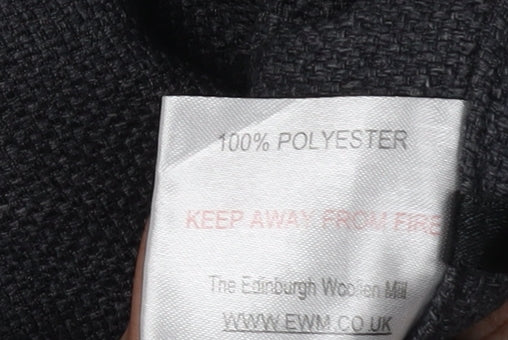 100% POLYESTER
KEEP AWAY FROM FIRE
The Edinburgh Woollen Mill
WWW.EWM.CO.UK